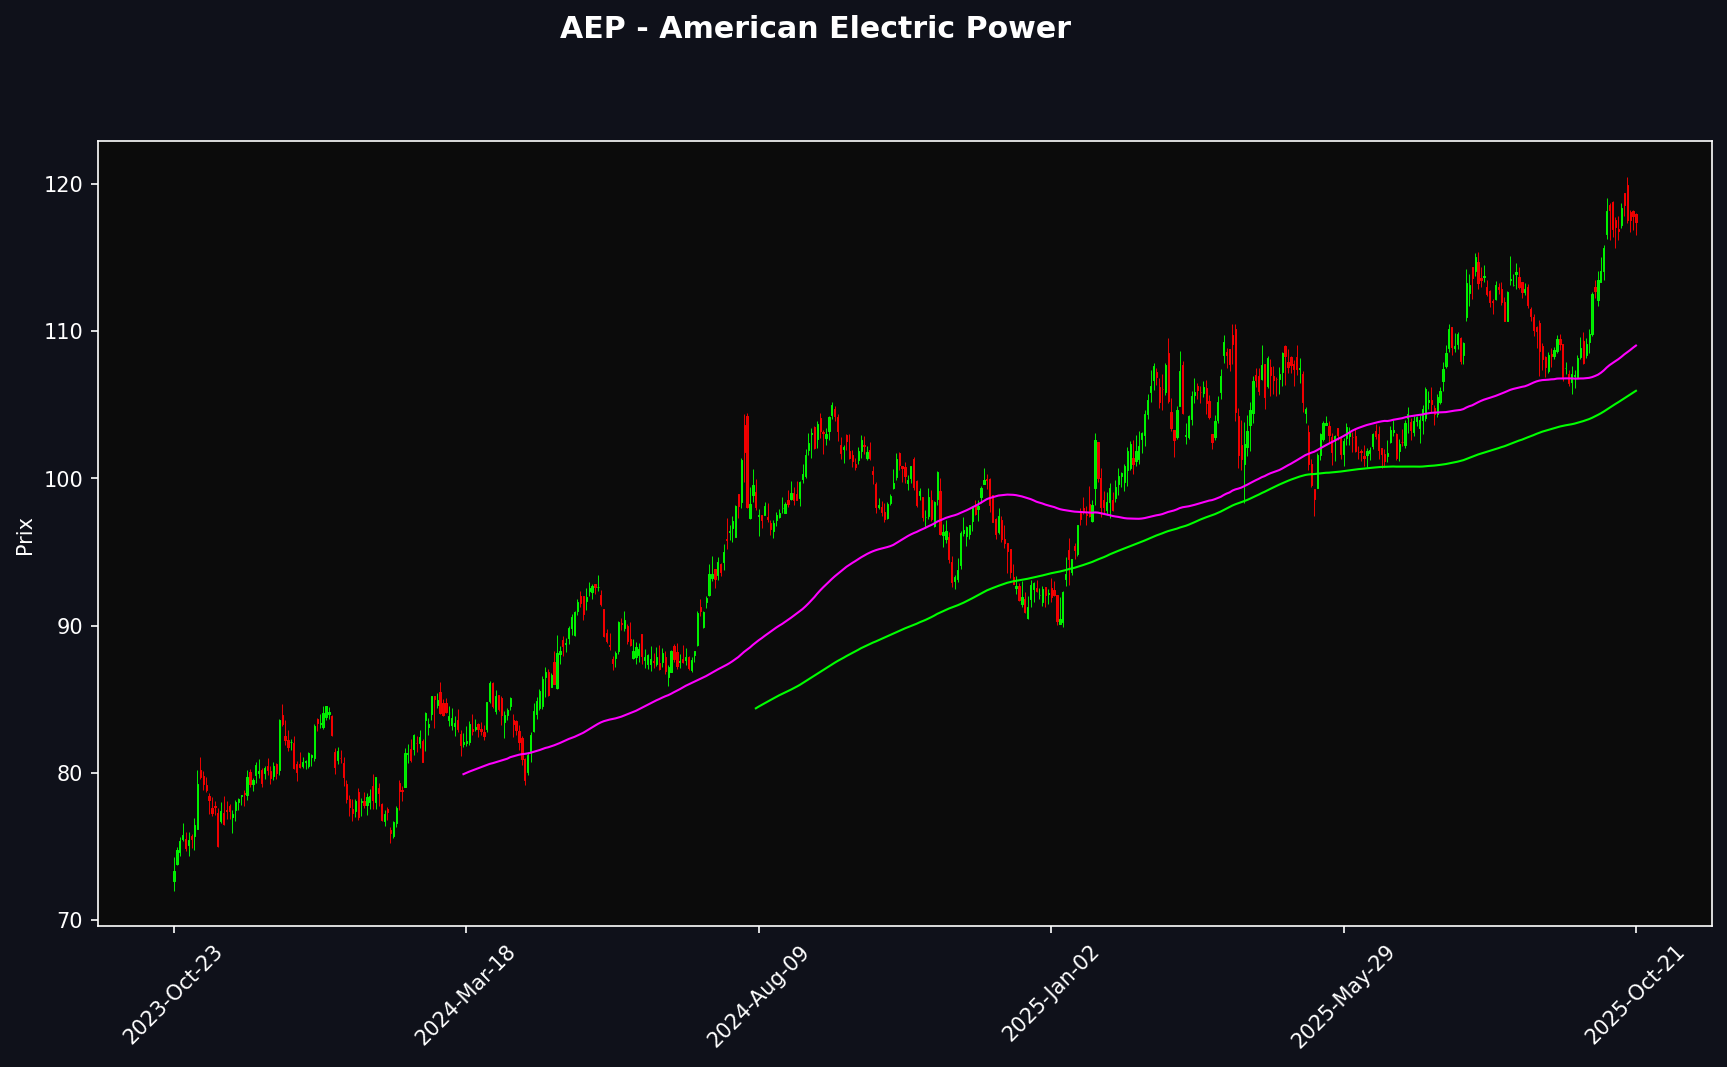 AEP - American Electric Power
Prix
120
110
100
90
80
70
2023-Oct-23
2024-Mar-18
2024-Aug-09
2025-Jan-02
2025-May-29
2025-Oct-21